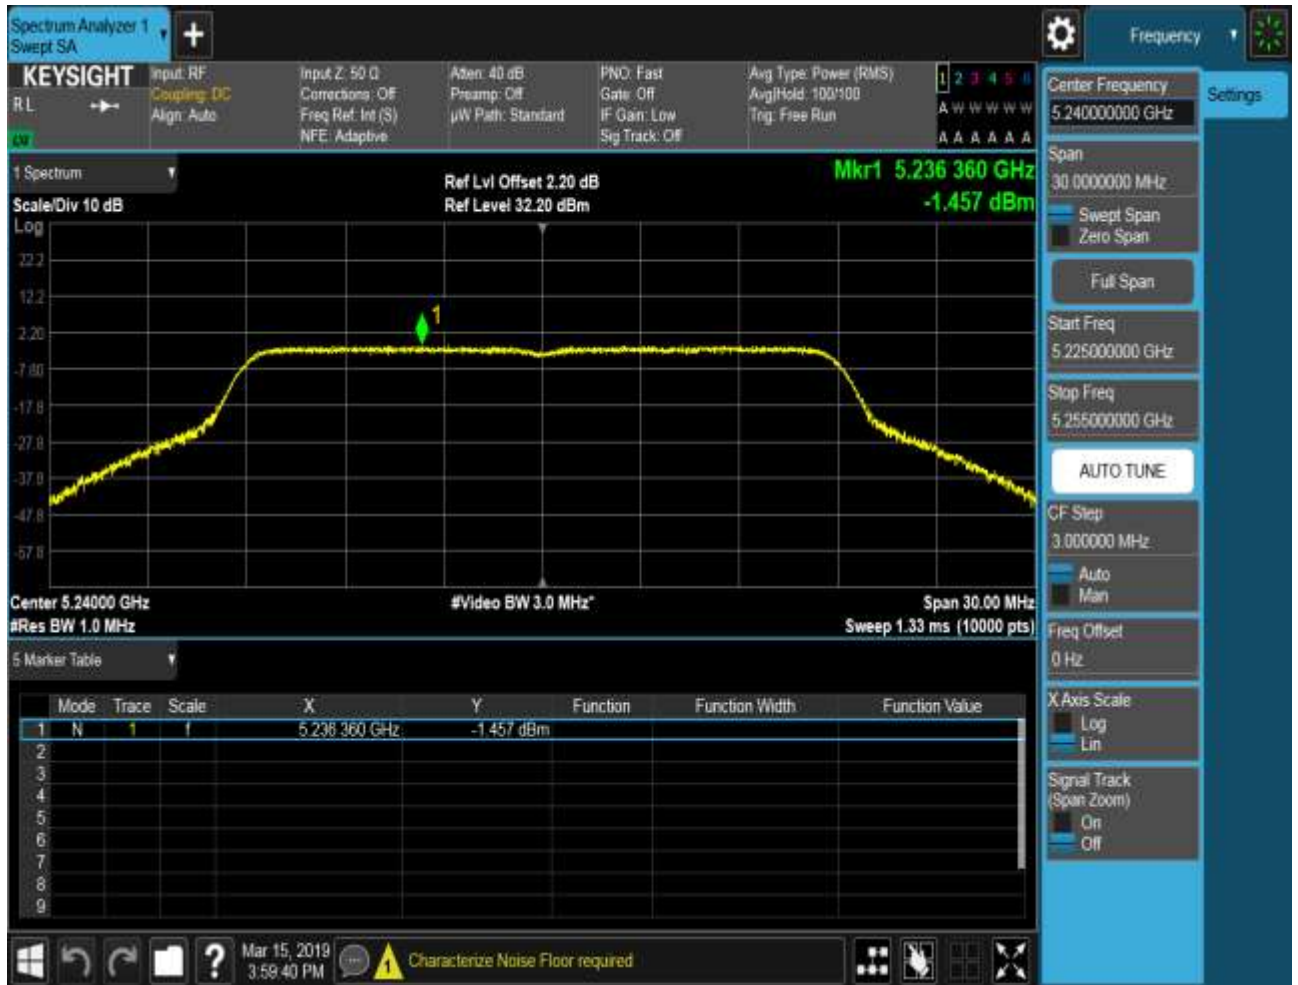 Spectrum Analyzer 1
Swept SA
Frequency
KEYSIGHT
RL
Input: RF
Coupling: DC
Align: Auto
Input Z: 50 Ω
Corrections: Off
Freq Ref: Int (S)
NFE: Adaptive
Atten: 40 dB
Preamp: Off
µW Path: Standard
PNO: Fast
Gate: Off
IF Gain: Low
Sig Track: Off
Avg Type: Power (RMS)
Avg|Hold: 100/100
Trig: Free Run
1 2 3 4 5 6
A W W W W W
A A A A A A
1 Spectrum
Scale/Div 10 dB
Ref Lvl Offset 2.20 dB
Ref Level 32.20 dBm
Mkr1 5.236 360 GHz
-1.457 dBm
Log
22.2
12.2
2.20
-7.80
-17.8
-27.8
-37.8
-47.8
-57.8
1
Center 5.24000 GHz
#Res BW 1.0 MHz
#Video BW 3.0 MHz*
Span 30.00 MHz
Sweep 1.33 ms (10000 pts)
5 Marker Table
Mode Trace Scale X Y Function Function Width Function Value
1 N 1 f 5.236 360 GHz -1.457 dBm
2
3
4
5
6
7
8
9
Center Frequency
5.240000000 GHz
Settings
Span
30.0000000 MHz
Swept Span
Zero Span
Full Span
Start Freq
5.225000000 GHz
Stop Freq
5.255000000 GHz
AUTO TUNE
CF Step
3.000000 MHz
Auto
Man
Freq Offset
0 Hz
X Axis Scale
Log
Lin
Signal Track
(Span Zoom)
On
Off
?
Mar 15, 2019
3:59:40 PM
1
Characterize Noise Floor required